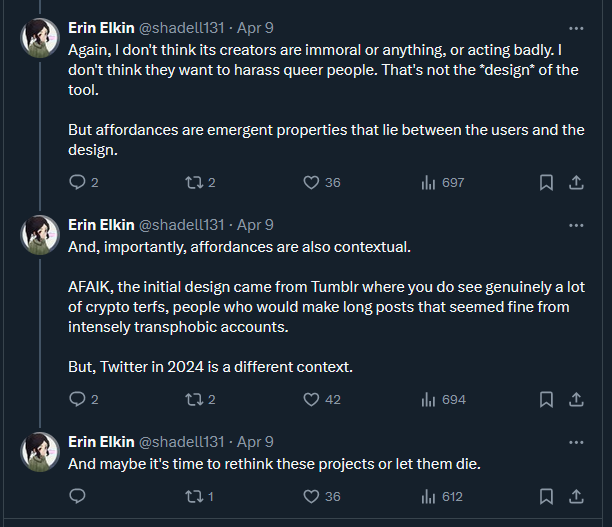 Erin Elkin @shadell131 · Apr 9
Again, I don't think its creators are immoral or anything, or acting badly. I
don't think they want to harass queer people. That's not the *design* of the
tool.
But affordances are emergent properties that lie between the users and the
design.
2 2 36 697
Erin Elkin @shadell131 · Apr 9
And, importantly, affordances are also contextual.
AFAIK, the initial design came from Tumblr where you do see genuinely a lot
of crypto terfs, people who would make long posts that seemed fine from
intensely transphobic accounts.
But, Twitter in 2024 is a different context.
2 2 42 694
Erin Elkin @shadell131 · Apr 9
And maybe it's time to rethink these projects or let them die.
1 36 612